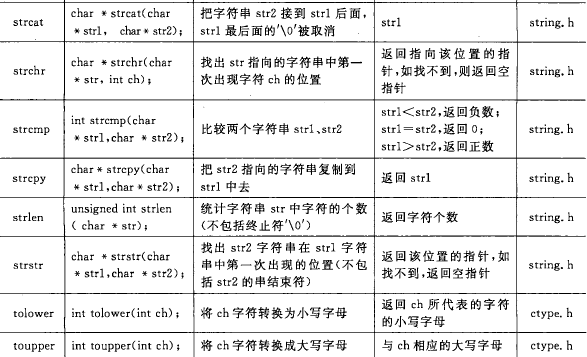 strcat char * strcat(char * str1, char * str2); 把字符串 str2 接到 str1 后面, str1 最后面的'\0'被取消 str1 string. h
strchr char * strchr(char * str, int ch); 找出 str 指向的字符串中第一次出现字符 ch 的位置 返回指向该位置的指针,如找不到,则返回空指针 string. h
strcmp int strcmp(char * str1,char * str2); 比较两个字符串 str1、str2 str1<str2,返回负数; str1=str2,返回 0; str1>str2,返回正数 string. h
strcpy char * strcpy(char * str1,char * str2); 把 str2 指向的字符串复制到 str1 中去 返回 str1 string. h
strlen unsigned int strlen ( char * str); 统计字符串 str 中字符的个数(不包括终止符'\0') 返回字符个数 string. h
strstr char * strstr(char * str1,char * str2); 找出 str2 字符串在 str1 字符串中第一次出现的位置(不包括 str2 的串结束符) 返回该位置的指针,如找不到,返回空指针 string. h
tolower int tolower(int ch); 将 ch 字符转换为小写字母 返回 ch 所代表的字符的小写字母 ctype. h
toupper int toupper(int ch); 将 ch 字符转换成大写字母 与 ch 相应的大写字母 ctype. h